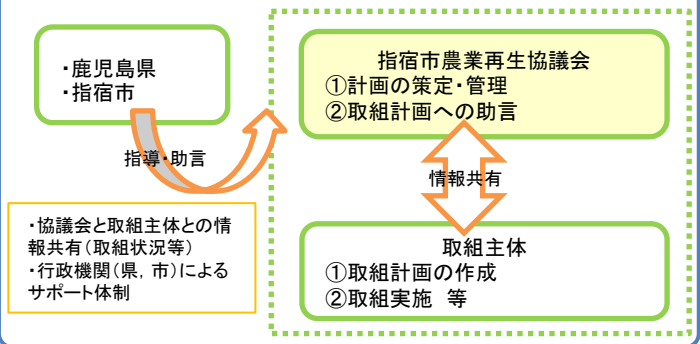 ・鹿児島県
・指宿市
指宿市農業再生協議会
①計画の策定・管理
②取組計画への助言
指導・助言
情報共有
・協議会と取組主体との情
報共有(取組状況等)
・行政機関(県, 市)による
サポート体制
取組主体
①取組計画の作成
②取組実施 等